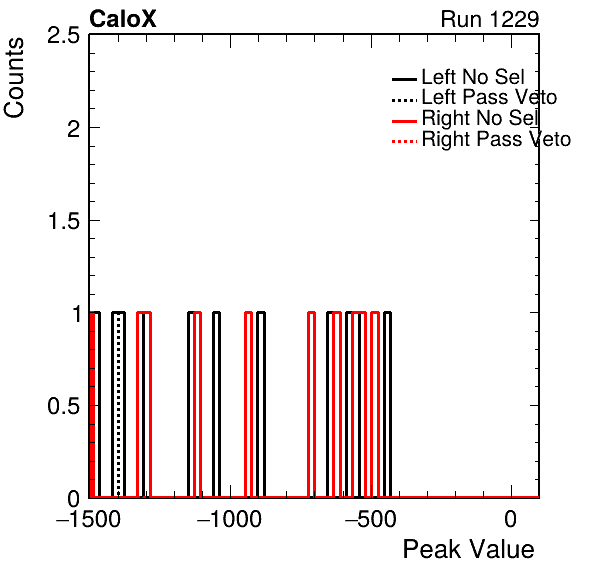 CaloX Run 1229
Counts
2.5
2
1.5
1
0.5
0
Left No Sel
Left Pass Veto
Right No Sel
Right Pass Veto
−1500 −1000 −500 0
Peak Value